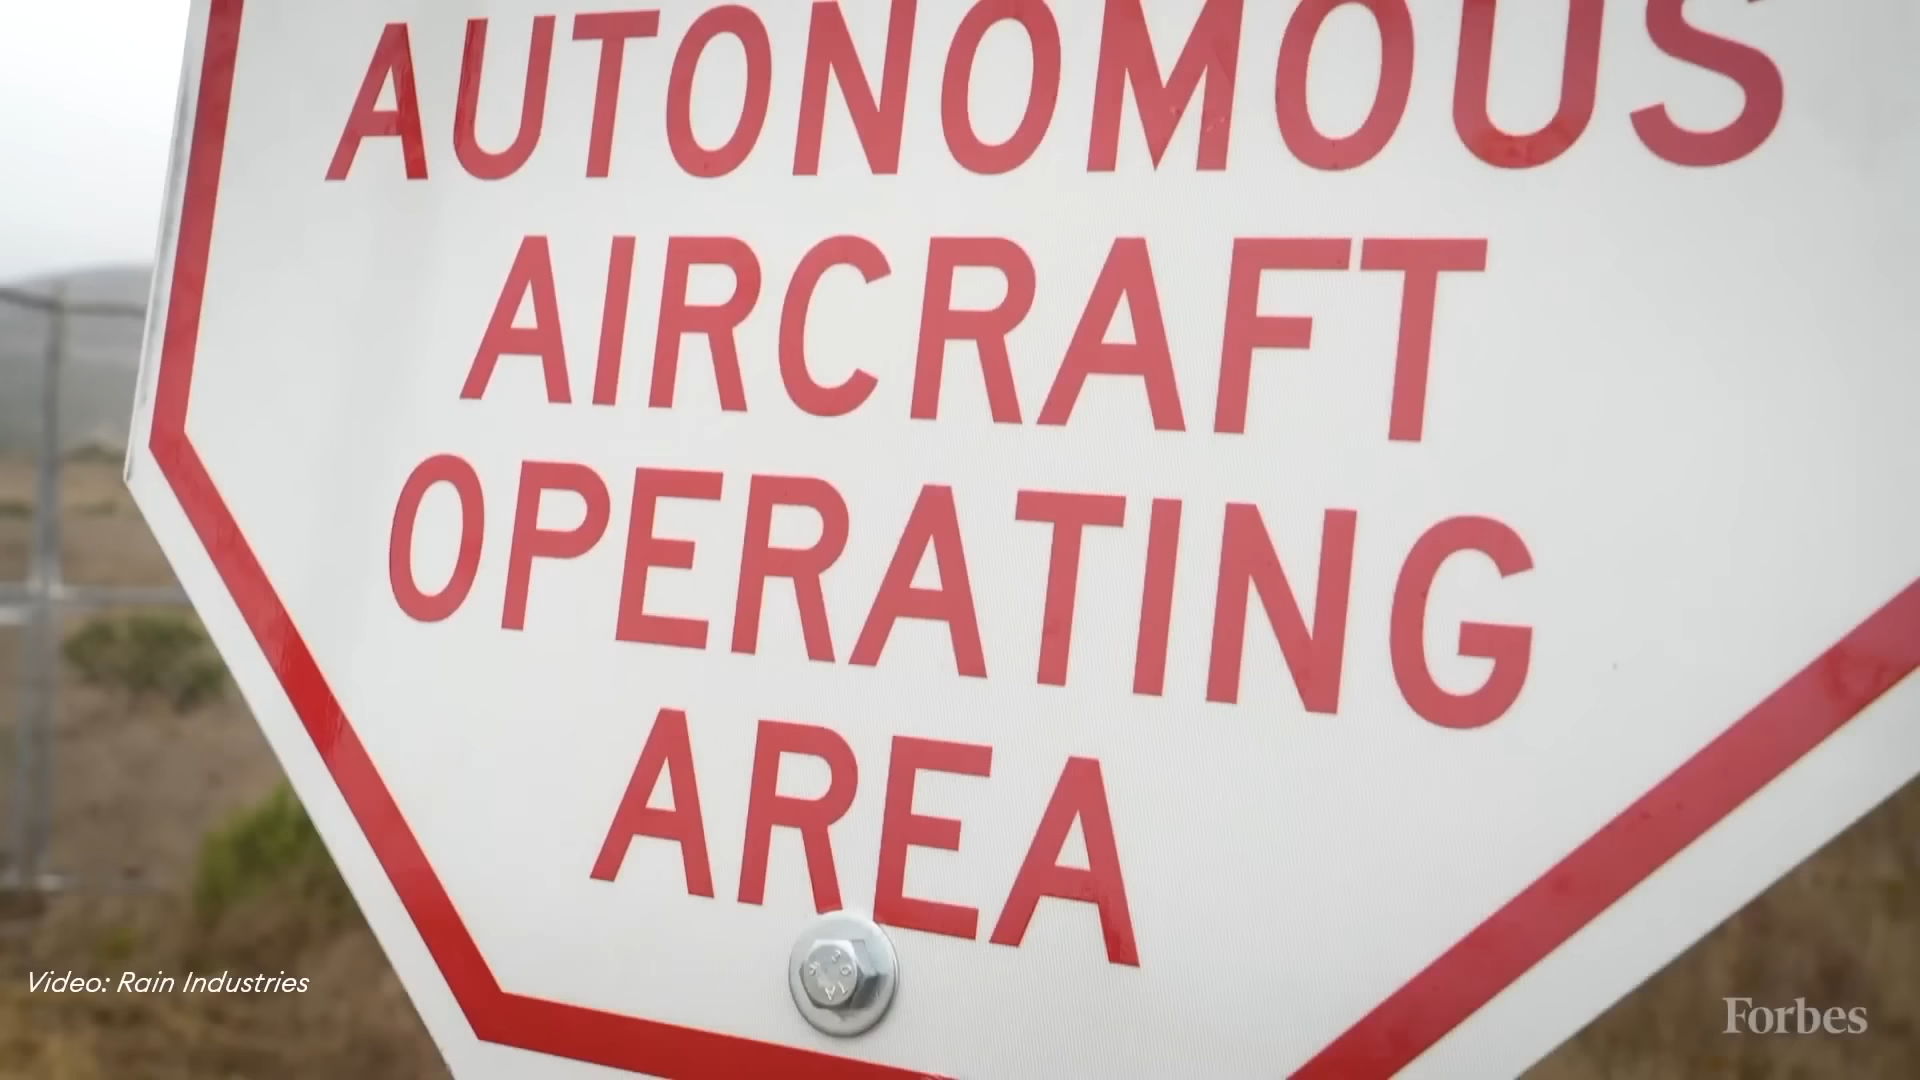 AUTONOMOUS
AIRCRAFT
OPERATING
AREA
Video: Rain Industries
Forbes